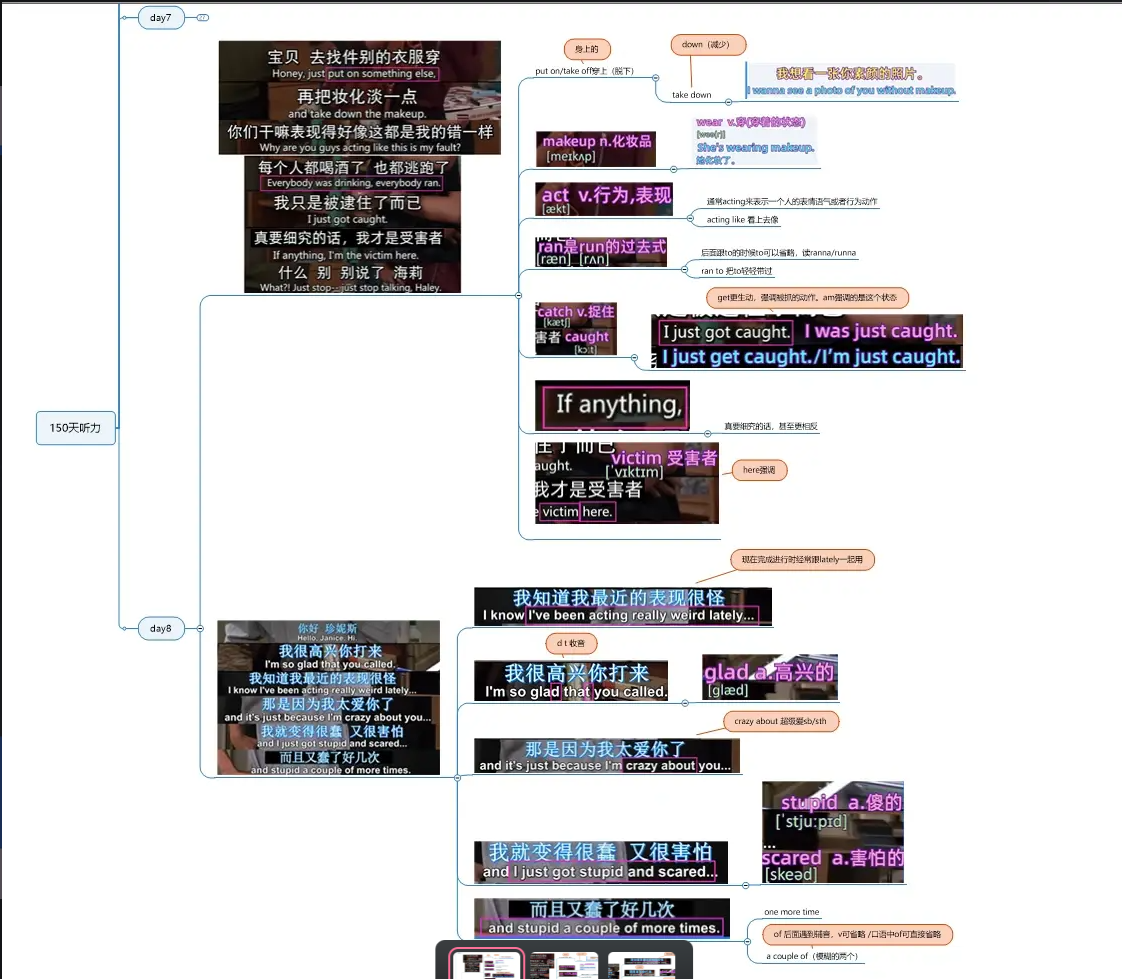 day7
宝贝 去找件别的衣服穿
Honey, just put on something else,
再把妆化淡一点
and take down the makeup.
你们干嘛表现得好像这都是我的错一样
Why are you guys acting like this is my fault?
每个人都喝酒了 也都逃跑了
Everybody was drinking, everybody ran.
我只是被逮住了而已
I just got caught.
真要细究的话，我才是受害者
If anything, I'm the victim here.
什么 别 别说了 海莉
What?! Just stop--just stop talking, Haley.
身上的
put on/take off穿上（脱下）
down（减少）
take down
我想看一张你素颜的照片。
I wanna see a photo of you without makeup.
makeup n.化妆品
[meɪkʌp]
wear v.穿(穿着的状态)
[weə(r)]
She's wearing makeup.
她化妆了。
act v.行为,表现
[ækt]
通常acting来表示一个人的表情语气或者行为动作
acting like 看上去像
ran是run的过去式
[ræn] [rʌn]
后面跟to的时候to可以省略，读ranna/runna
ran to 把to轻轻带过
catch v.捉住
[kætʃ]
害者 caught
[kɔːt]
get更生动，强调被抓的动作。am强调的是这个状态
I just got caught. I was just caught.
I just get caught./I'm just caught.
If anything,
真要细究的话，甚至更相反
住了而已
aught.
victim 受害者
['vɪktɪm]
我才是受害者
e victim here.
here强调
150天听力
day8
你好 珍妮斯
Hello, Janice. Hi.
我很高兴你打来
I'm so glad that you called.
我知道我最近的表现很怪
I know I've been acting really weird lately...
那是因为我太爱你了
and it's just because I'm crazy about you...
我就变得很蠢 又很害怕
and I just got stupid and scared...
而且又蠢了好几次
and stupid a couple of more times.
现在完成进行时经常跟lately一起用
我知道我最近的表现很怪
I know I've been acting really weird lately...
d t 收音
我很高兴你打来
I'm so glad that you called.
glad a.高兴的
[glæd]
crazy about 超级爱sb/sth
那是因为我太爱你了
and it's just because I'm crazy about you...
我就变得很蠢 又很害怕
and I just got stupid and scared...
stupid a.傻的
['stjuːpɪd]
...
scared a.害怕的
[skeəd]
而且又蠢了好几次
and stupid a couple of more times.
one more time
of 后面遇到辅音，v可省略 /口语中of可直接省略
a couple of（模糊的两个）